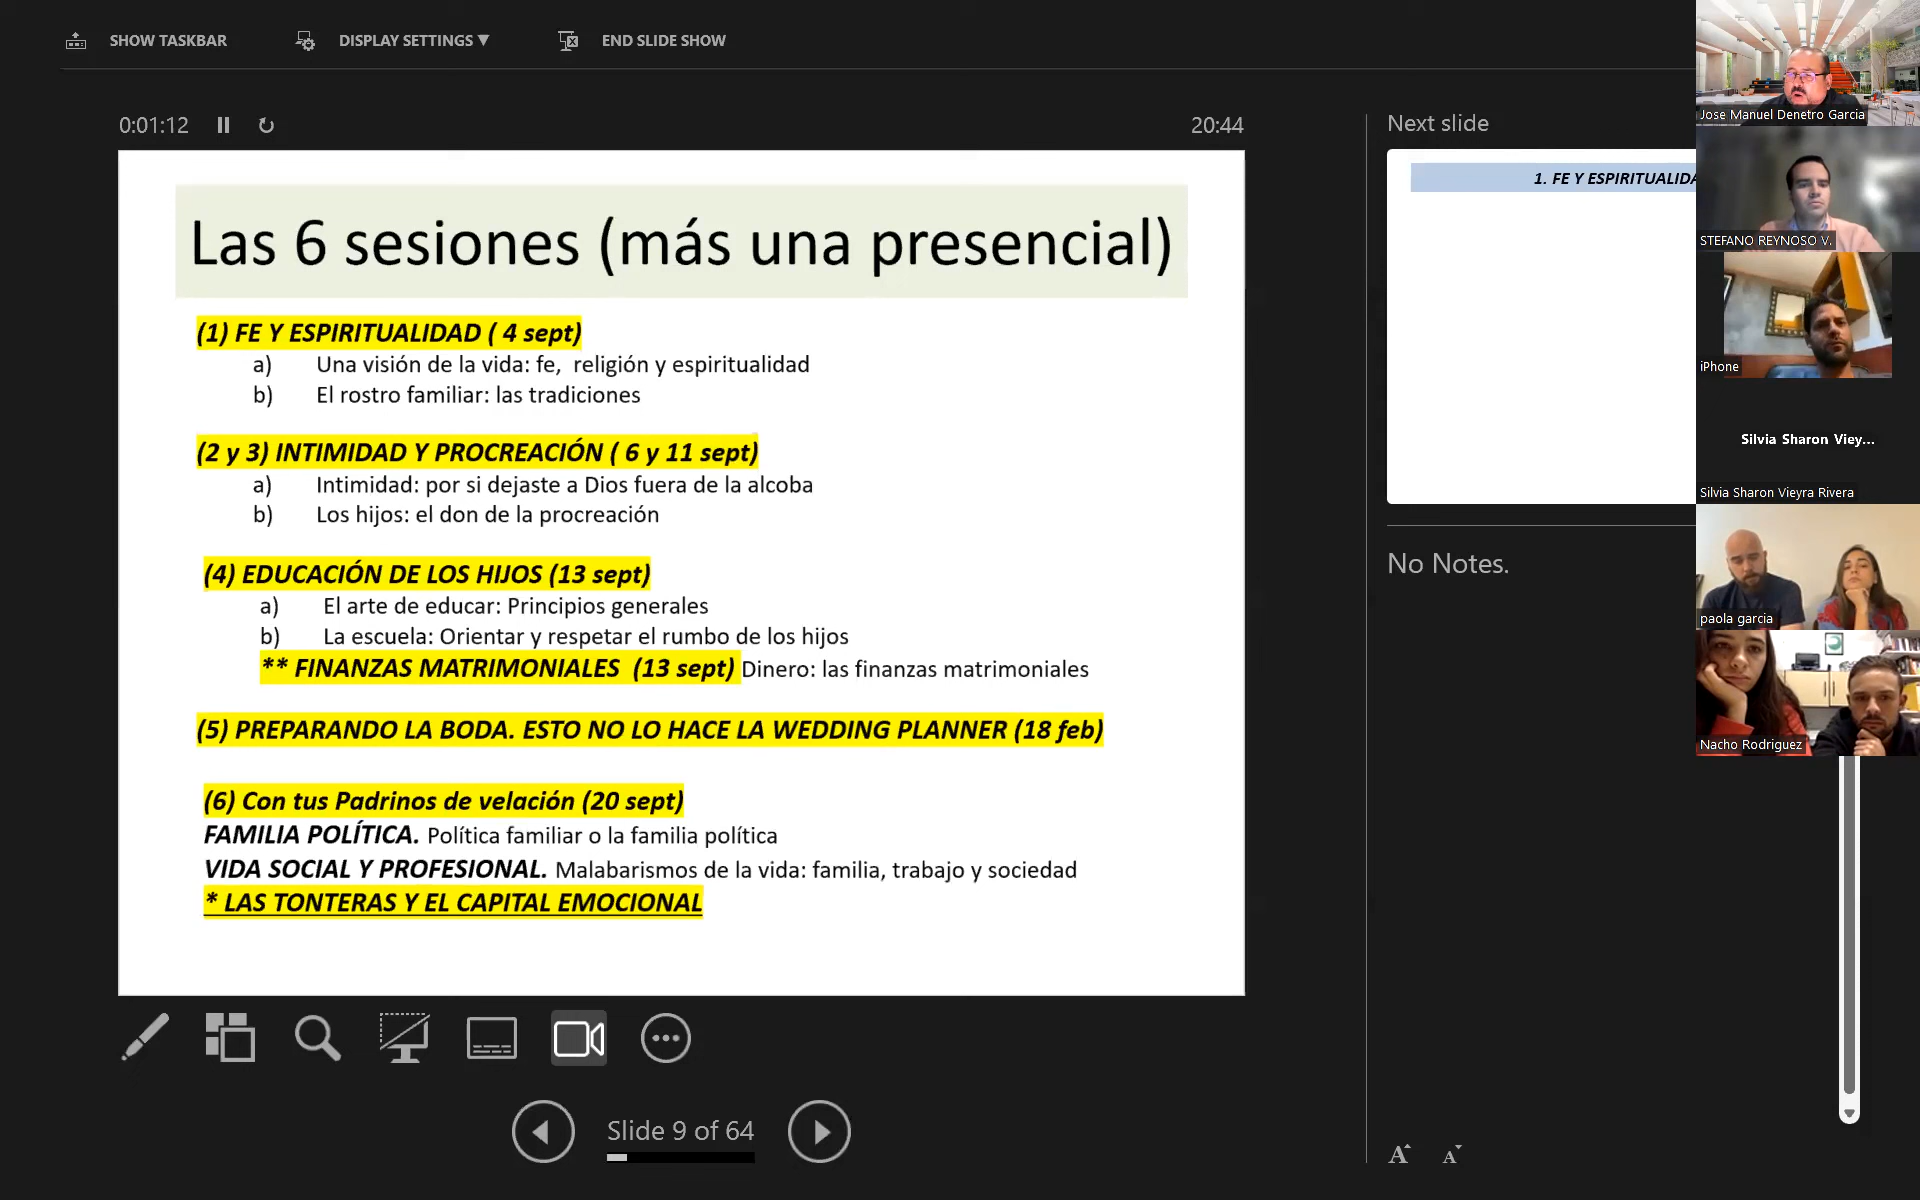 SHOW TASKBAR
DISPLAY SETTINGS ▼
END SLIDE SHOW
0:01:12
20:44
Las 6 sesiones (más una presencial)
(1) FE Y ESPIRITUALIDAD ( 4 sept)
a) Una visión de la vida: fe, religión y espiritualidad
b) El rostro familiar: las tradiciones
(2 y 3) INTIMIDAD Y PROCREACIÓN ( 6 y 11 sept)
a) Intimidad: por si dejaste a Dios fuera de la alcoba
b) Los hijos: el don de la procreación
(4) EDUCACIÓN DE LOS HIJOS (13 sept)
a) El arte de educar: Principios generales
b) La escuela: Orientar y respetar el rumbo de los hijos
** FINANZAS MATRIMONIALES (13 sept) Dinero: las finanzas matrimoniales
(5) PREPARANDO LA BODA. ESTO NO LO HACE LA WEDDING PLANNER (18 feb)
(6) Con tus Padrinos de velación (20 sept)
FAMILIA POLÍTICA. Política familiar o la familia política
VIDA SOCIAL Y PROFESIONAL. Malabarismos de la vida: familia, trabajo y sociedad
* LAS TONTERAS Y EL CAPITAL EMOCIONAL
Slide 9 of 64
Next slide
1. FE Y ESPIRITUALIDA
No Notes.
A A
Jose Manuel Denetro Garcia
STEFANO REYNOSO V.
iPhone
Silvia Sharon Viey...
Silvia Sharon Vieyra Rivera
paola garcia
Nacho Rodriguez